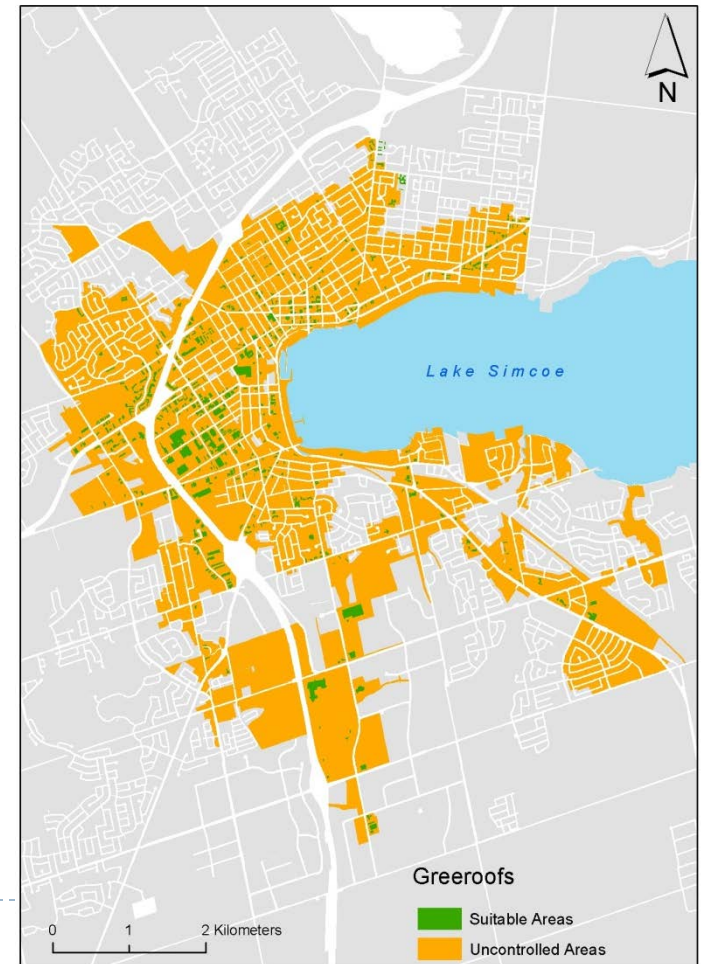 N
Lake Simcoe
Greeroofs
Suitable Areas
Uncontrolled Areas
0 1 2 Kilometers